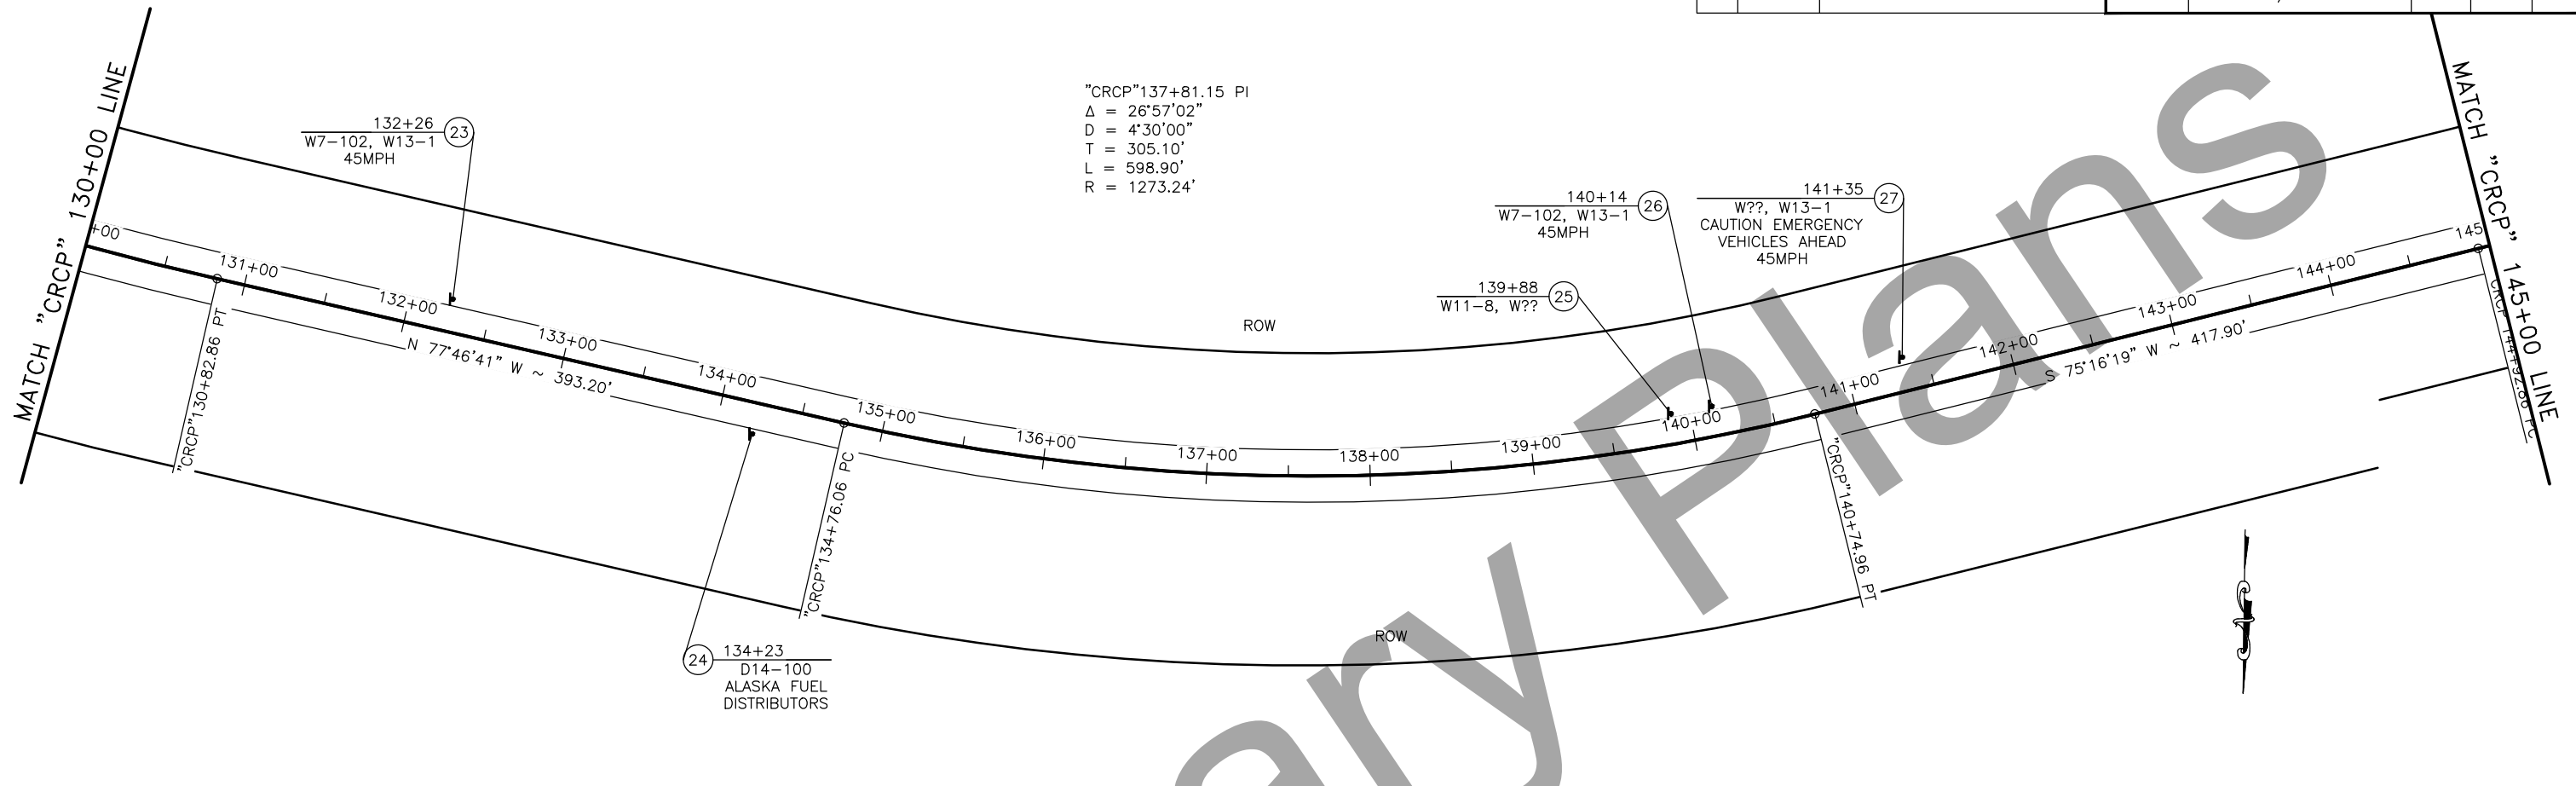 MATCH "CRCP" 130+00 LINE
+00
131+00
132+00
133+00
134+00
135+00
136+00
137+00
138+00
139+00
140+00
141+00
142+00
143+00
144+00
145
132+26
23
W7-102, W13-1
45MPH
"CRCP"137+81.15 PI
Δ = 26°57'02"
D = 4°30'00"
T = 305.10'
L = 598.90'
R = 1273.24'
140+14
26
W7-102, W13-1
45MPH
141+35
27
W??, W13-1
CAUTION EMERGENCY
VEHICLES AHEAD
45MPH
139+88
25
W11-8, W??
ROW
N 77°46'41" W ~ 393.20'
S 75°16'19" W ~ 417.90'
"CRCP"130+82.86 PT
"CRCP"134+76.06 PC
"CRCP"140+74.96 PT
CRCP 144+92.86 PC
24
134+23
D14-100
ALASKA FUEL
DISTRIBUTORS
ROW
MATCH "CRCP" 145+00 LINE
ary Plans